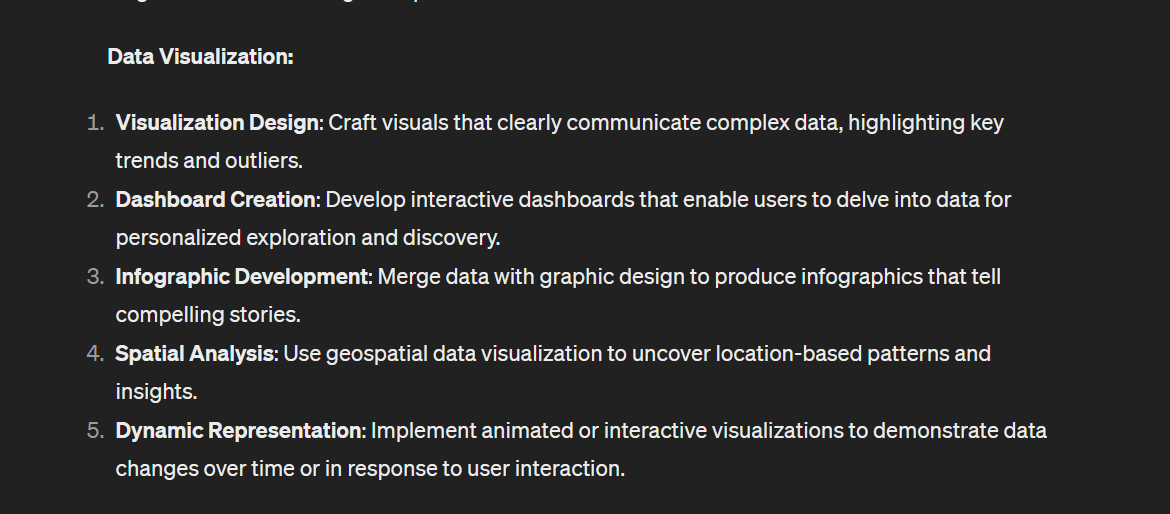 Data Visualization:
1. Visualization Design: Craft visuals that clearly communicate complex data, highlighting key
trends and outliers.
2. Dashboard Creation: Develop interactive dashboards that enable users to delve into data for
personalized exploration and discovery.
3. Infographic Development: Merge data with graphic design to produce infographics that tell
compelling stories.
4. Spatial Analysis: Use geospatial data visualization to uncover location-based patterns and
insights.
5. Dynamic Representation: Implement animated or interactive visualizations to demonstrate data
changes over time or in response to user interaction.